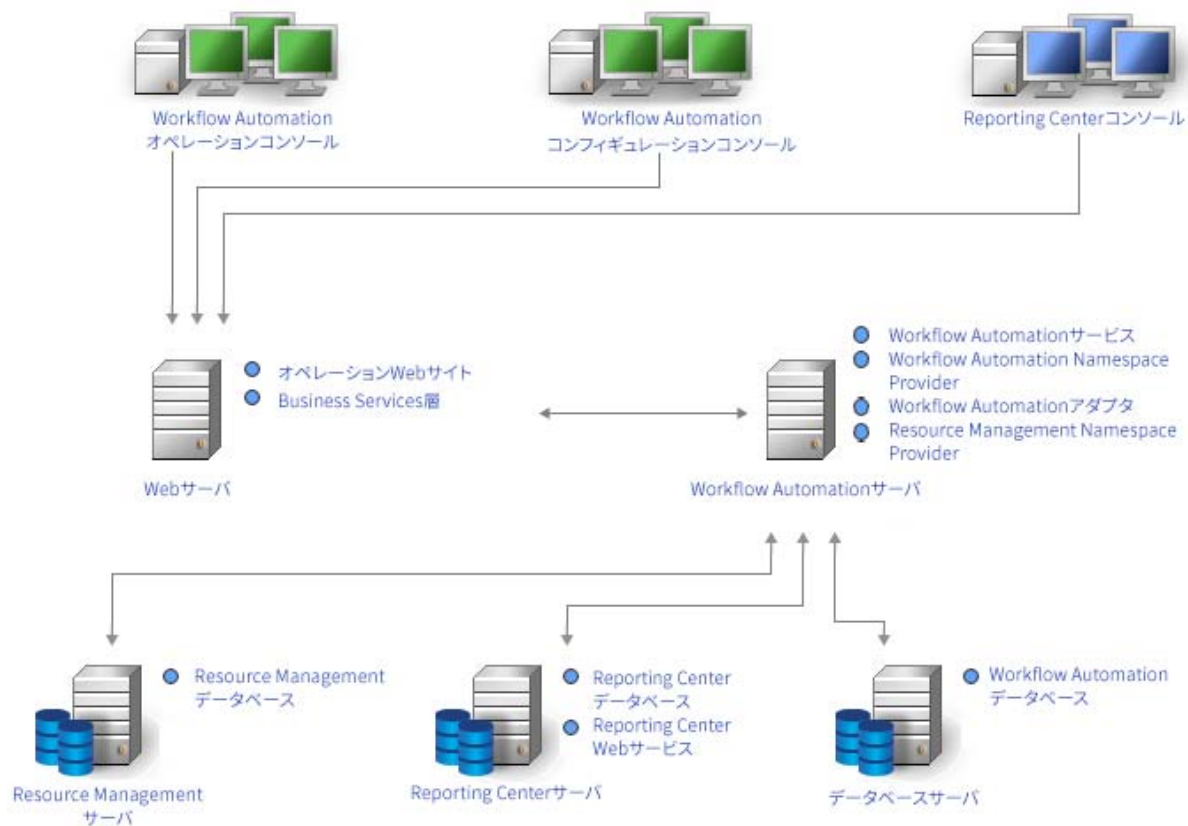 Workflow Automation
オペレーションコンソール
Workflow Automation
コンフィギュレーションコンソール
Reporting Centerコンソール
オペレーションWebサイト
Business Services層
Webサーバ
Workflow Automationサービス
Workflow Automation Namespace
Provider
Workflow Automationアダプタ
Resource Management Namespace
Provider
Workflow Automationサーバ
Resource Management
データベース
Resource Management
サーバ
Reporting Center
データベース
Reporting Center
Webサービス
Reporting Centerサーバ
Workflow Automation
データベース
データベースサーバ